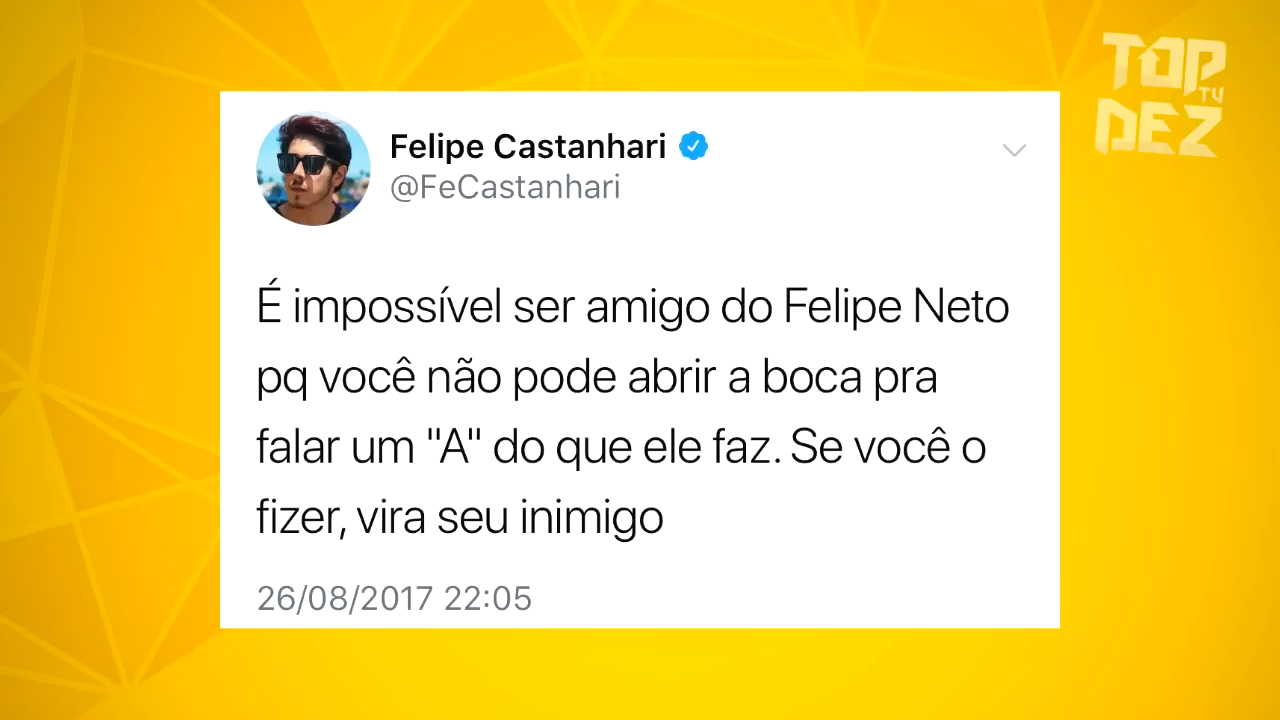 TOP
TV
DEZ
Felipe Castanhari
@FeCastanhari
É impossível ser amigo do Felipe Neto
pq você não pode abrir a boca pra
falar um "A" do que ele faz. Se você o
fizer, vira seu inimigo
26/08/2017 22:05